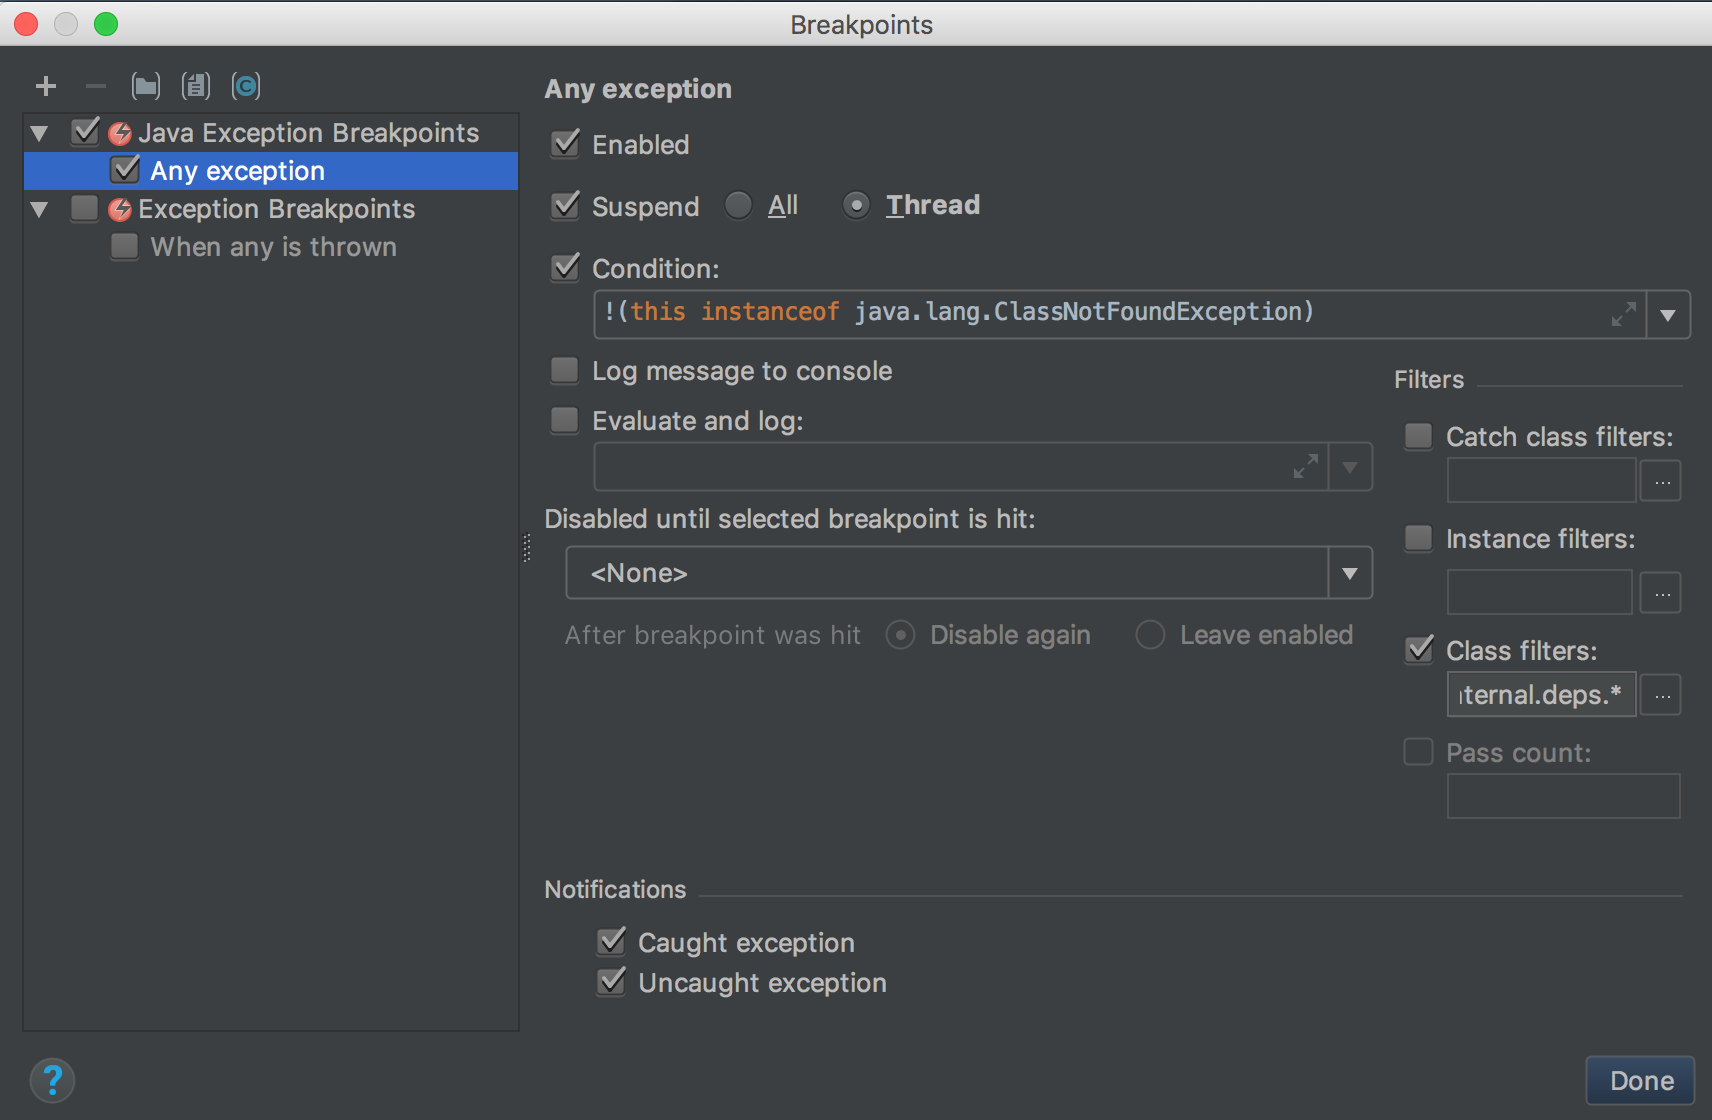 Breakpoints
Java Exception Breakpoints
Any exception
Exception Breakpoints
When any is thrown
Any exception
Enabled
Suspend All Thread
Condition:
!(this instanceof java.lang.ClassNotFoundException)
Log message to console
Evaluate and log:
Disabled until selected breakpoint is hit:
<None>
After breakpoint was hit Disable again Leave enabled
Filters
Catch class filters:
...
Instance filters:
...
Class filters:
ternal.deps.* ...
Pass count:
Notifications
Caught exception
Uncaught exception
?
Done